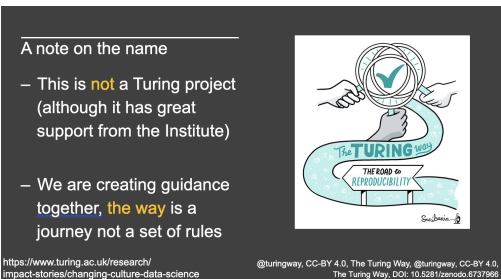 A note on the name
– This is not a Turing project
(although it has great
support from the Institute)
– We are creating guidance
together, the way is a
journey not a set of rules
The TURING way
THE ROAD to
REPRODUCIBILITY
Scriberia
https://www.turing.ac.uk/research/
impact-stories/changing-culture-data-science
@turingway, CC-BY 4.0, The Turing Way, @turingway, CC-BY 4.0,
The Turing Way, DOI: 10.5281/zenodo.6737966